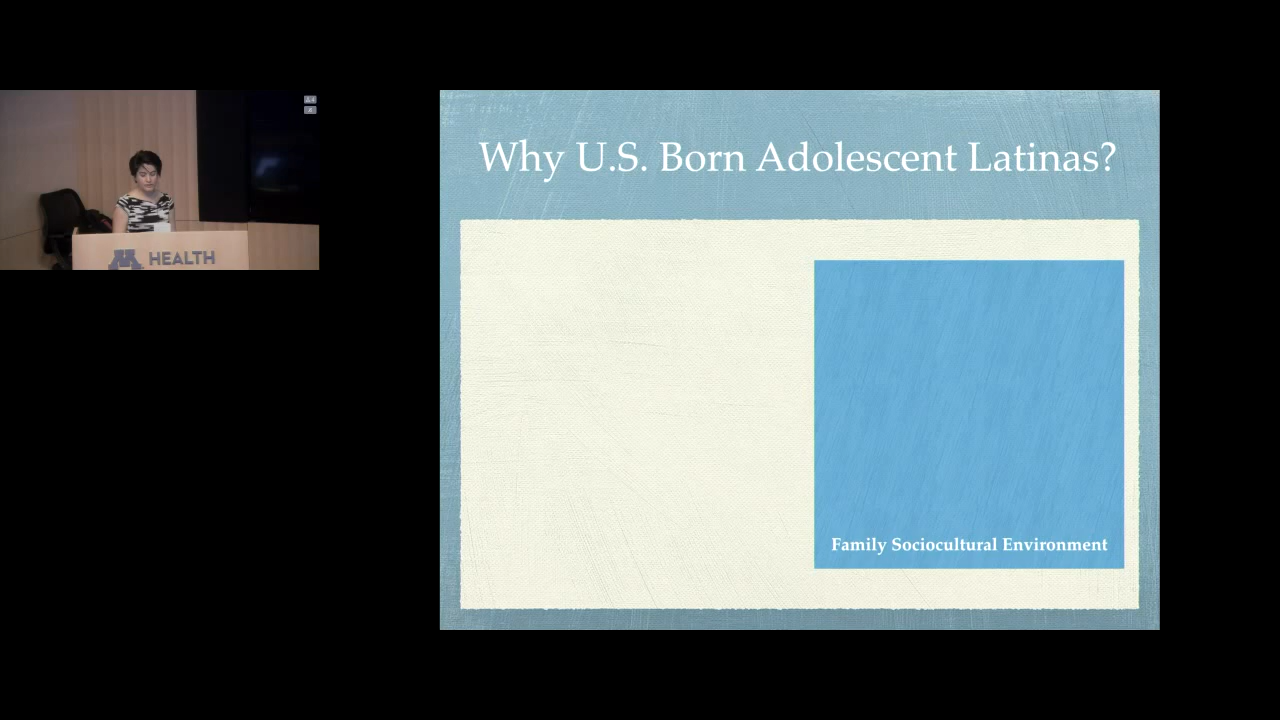 Why U.S. Born Adolescent Latinas?
HEALTH
Family Sociocultural Environment